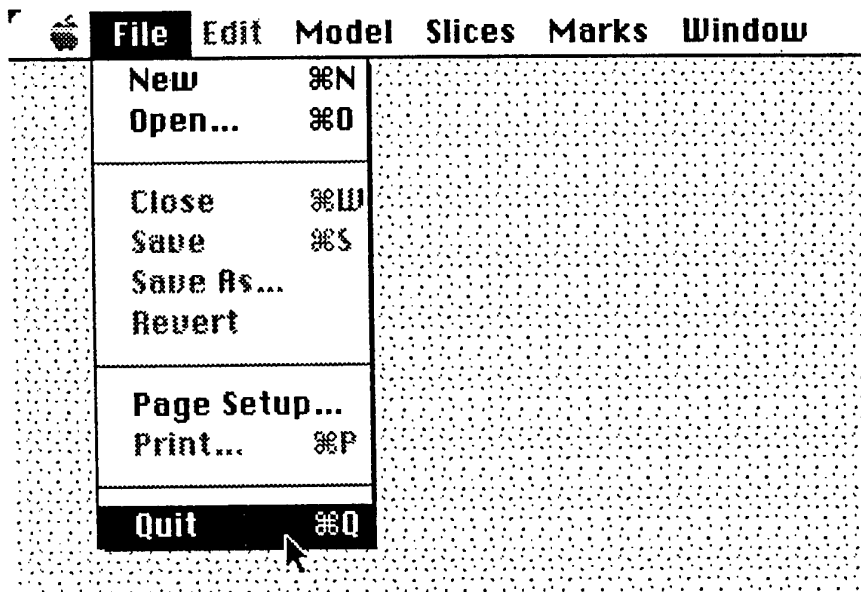 File Edit Model Slices Marks Window
New ⌘N
Open... ⌘O
Close ⌘W
Save ⌘S
Save As...
Revert
Page Setup...
Print... ⌘P
Quit ⌘Q